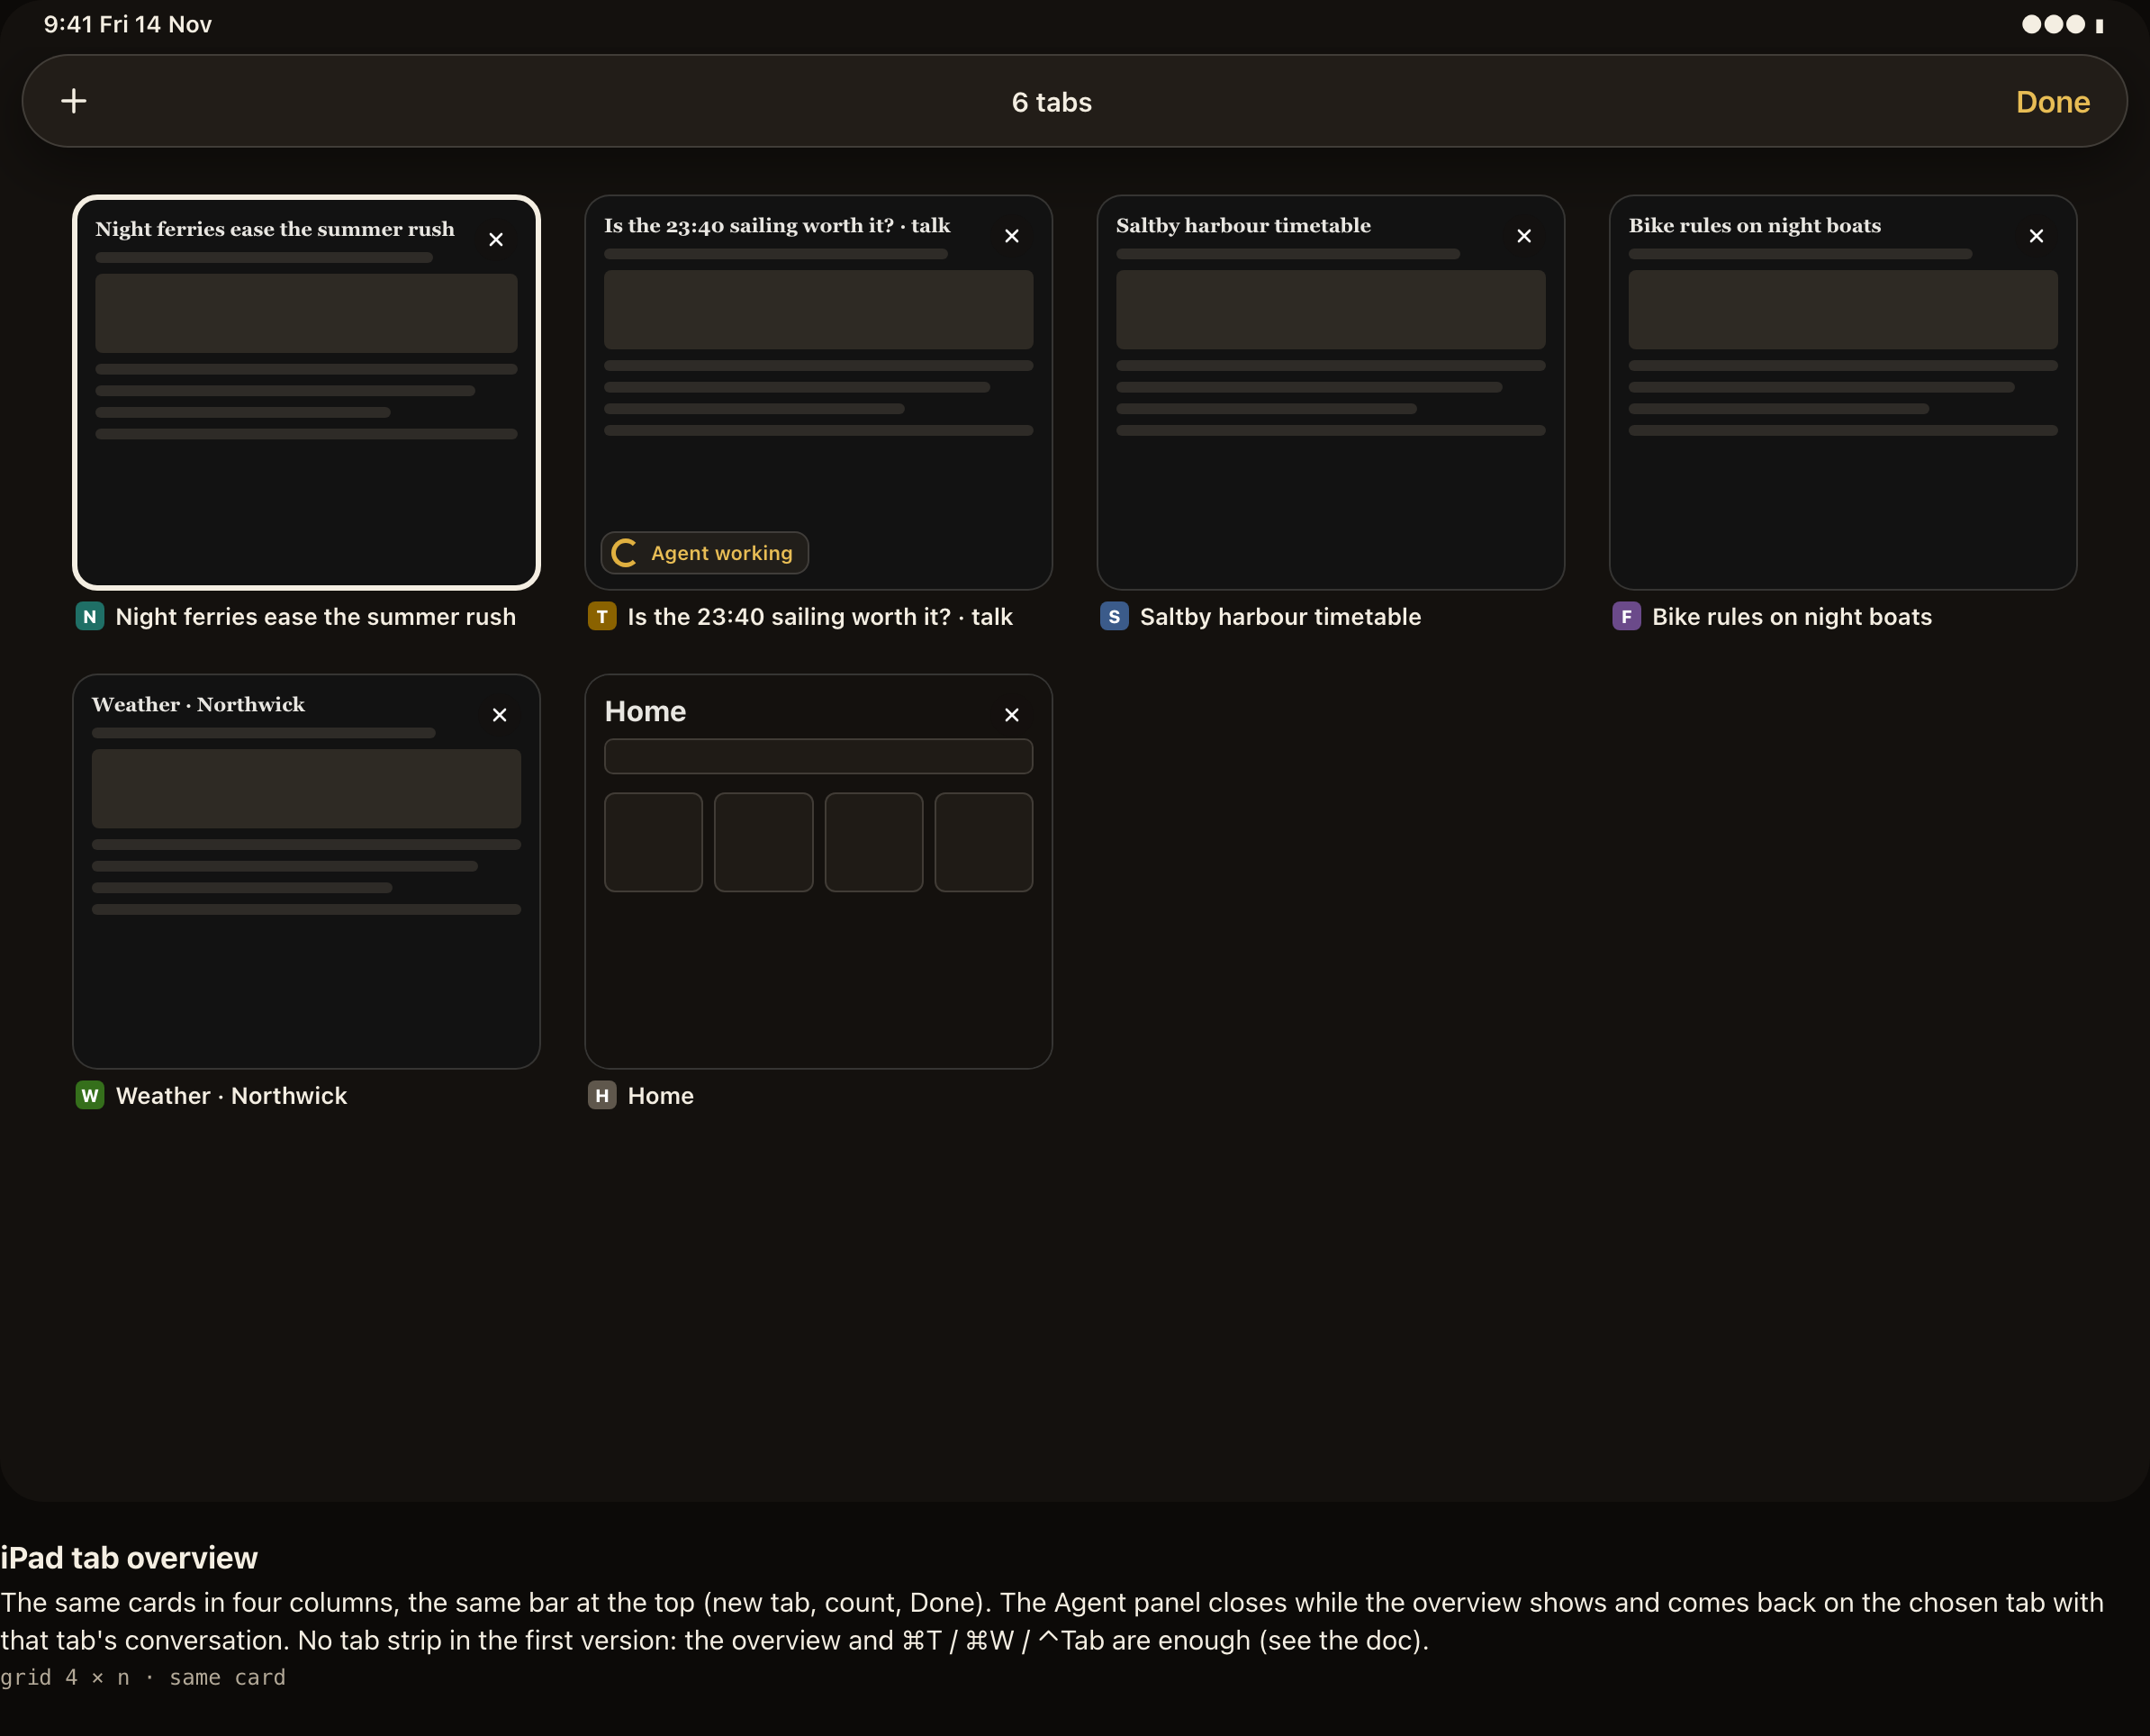 9:41 Fri 14 Nov
6 tabs
Done
Night ferries ease the summer rush
Is the 23:40 sailing worth it? · talk
Saltby harbour timetable
Bike rules on night boats
Agent working
N Night ferries ease the summer rush
T Is the 23:40 sailing worth it? · talk
S Saltby harbour timetable
F Bike rules on night boats
Weather · Northwick
Home
W Weather · Northwick
H Home
iPad tab overview
The same cards in four columns, the same bar at the top (new tab, count, Done). The Agent panel closes while the overview shows and comes back on the chosen tab with
that tab's conversation. No tab strip in the first version: the overview and ⌘T / ⌘W / ^Tab are enough (see the doc).
grid 4 × n · same card